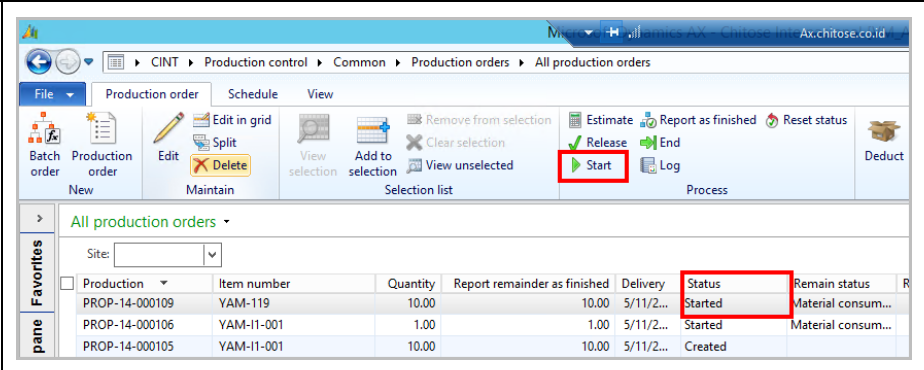 Ax.chitose.co.id
CINT Production control Common Production orders All production orders
File Production order Schedule View
Edit in grid Remove from selection Estimate Report as finished Reset status
Split Clear selection Release End
Batch order Production order Edit Delete View selection Add to selection View unselected Start Log Deduct
New Maintain Selection list Process
All production orders
Site:
Favorites
pane
Production Item number Quantity Report remainder as finished Delivery Status Remain status R
PROP-14-000109 YAM-119 10.00 10.00 5/11/2... Started Material consum...
PROP-14-000106 YAM-I1-001 1.00 1.00 5/11/2... Started Material consum...
PROP-14-000105 YAM-I1-001 10.00 10.00 5/11/2... Created